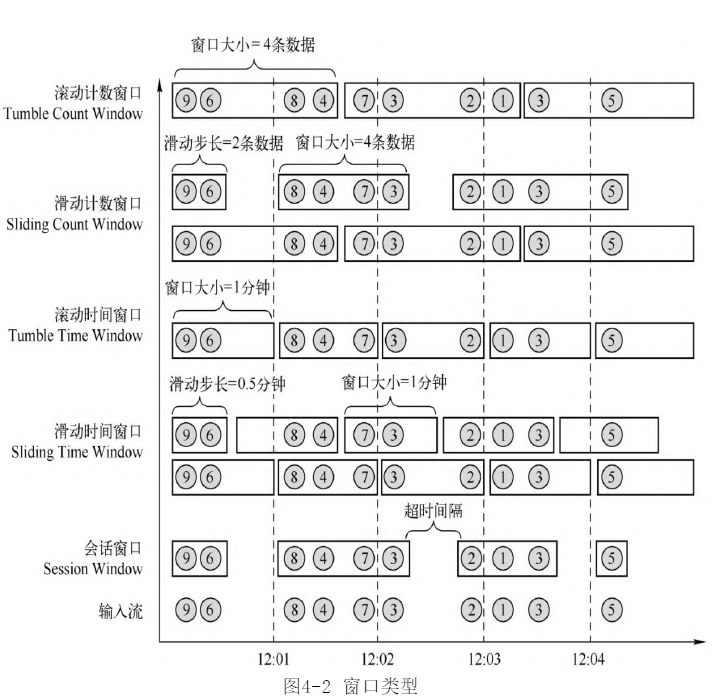 窗口大小=4条数据
滚动计数窗口
Tumble Count Window
9 6 8 4 7 3 2 1 3 5
滑动步长=2条数据 窗口大小=4条数据
滑动计数窗口
Sliding Count Window
9 6 8 4 7 3 2 1 3 5
9 6 8 4 7 3 2 1 3 5
窗口大小=1分钟
滚动时间窗口
Tumble Time Window
9 6 8 4 7 3 2 1 3 5
滑动步长=0.5分钟 窗口大小=1分钟
滑动时间窗口
Sliding Time Window
9 6 8 4 7 3 2 1 3 5
9 6 8 4 7 3 2 1 3 5
超时间隔
会话窗口
Session Window
9 6 8 4 7 3 2 1 3 5
输入流 9 6 8 4 7 3 2 1 3 5
12:01 12:02 12:03 12:04
图4-2 窗口类型